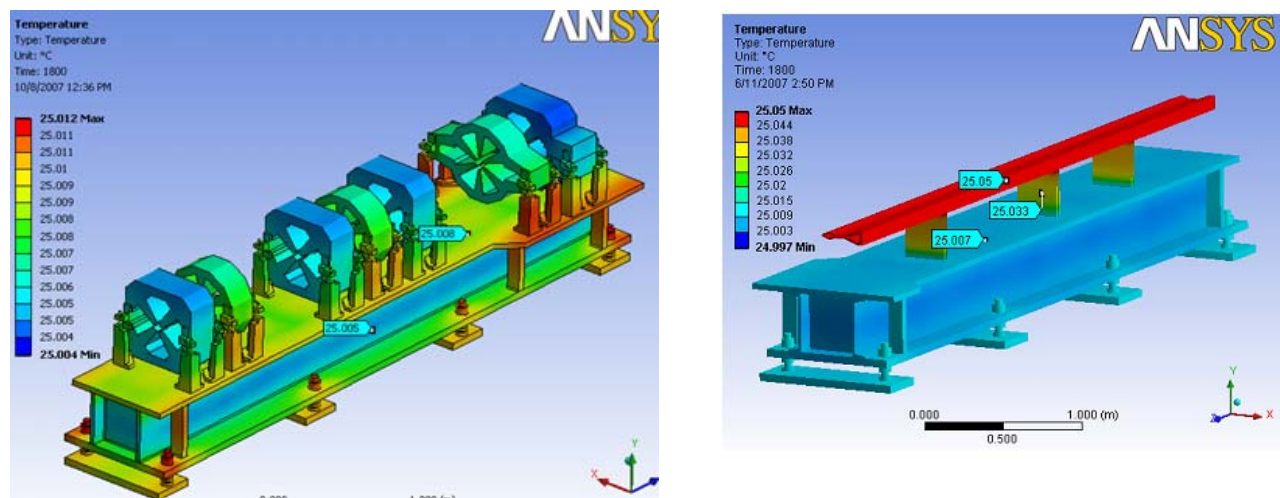 Temperature
Type: Temperature
Unit: °C
Time: 1800
10/8/2007 12:36 PM
25.012 Max
25.011
25.011
25.01
25.009
25.009
25.008
25.008
25.007
25.007
25.006
25.005
25.005
25.004
25.004 Min
ANSY
25.008
25.005
X
Y
Temperature
Type: Temperature
Unit: °C
Time: 1800
6/11/2007 2:50 PM
25.05 Max
25.044
25.038
25.032
25.026
25.02
25.015
25.009
25.003
24.997 Min
ANSYS
25.05
25.033
25.007
0.000
1.000 (m)
0.500
Y
Z
X